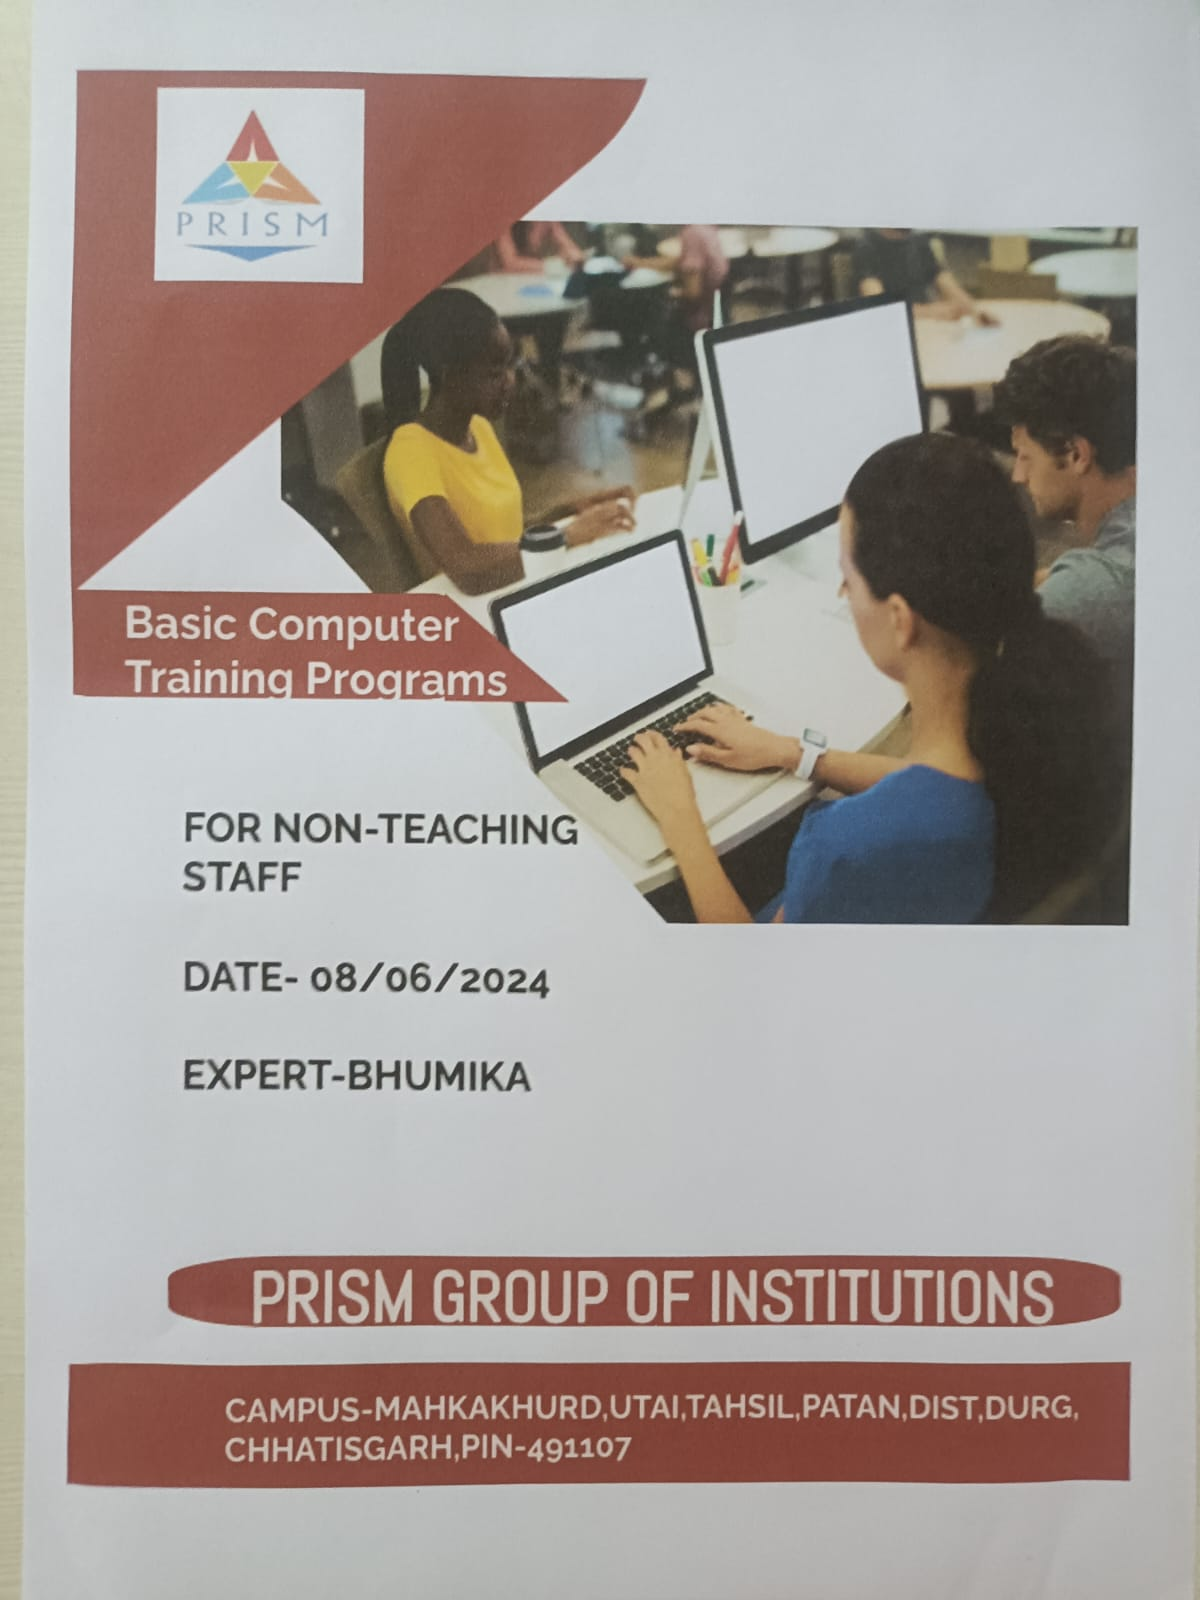 PRISM
Basic Computer
Training Programs
FOR NON-TEACHING
STAFF
DATE- 08/06/2024
EXPERT-BHUMIKA
PRISM GROUP OF INSTITUTIONS
CAMPUS-MAHKAKHURD,UTAI,TAHSIL,PATAN,DIST,DURG,
CHHATISGARH,PIN-491107